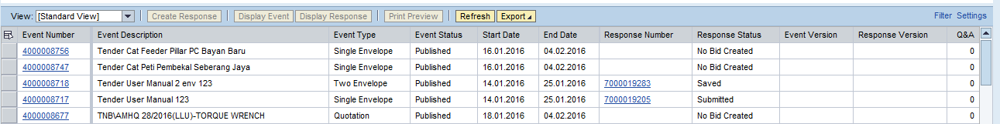 View: [Standard View] Create Response Display Event Display Response Print Preview Refresh Export Filter Settings
Event Number Event Description Event Type Event Status Start Date End Date Response Number Response Status Event Version Response Version Q&A
4000008756 Tender Cat Feeder Pillar PC Bayan Baru Single Envelope Published 16.01.2016 04.02.2016 No Bid Created 0
4000008747 Tender Cat Peti Pembekal Seberang Jaya Single Envelope Published 16.01.2016 04.02.2016 No Bid Created 0
4000008718 Tender User Manual 2 env 123 Two Envelope Published 14.01.2016 25.01.2016 7000019283 Saved 0
4000008717 Tender User Manual 123 Single Envelope Published 14.01.2016 25.01.2016 7000019205 Submitted 0
4000008677 TNB\AMHQ 28/2016(LLU)-TORQUE WRENCH Quotation Published 18.01.2016 04.02.2016 No Bid Created 0